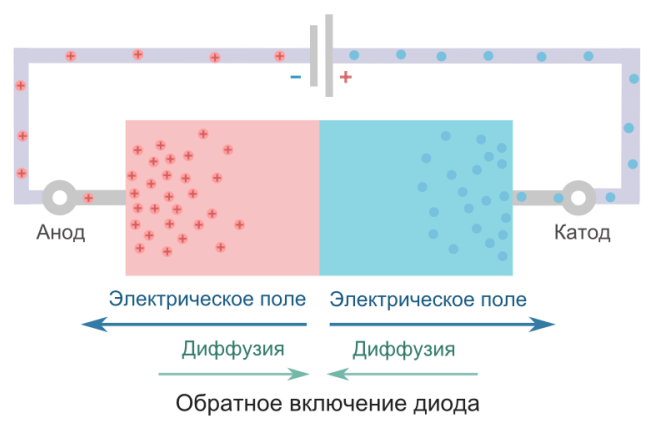 − +
Анод Катод
Электрическое поле Электрическое поле
Диффузия Диффузия
Обратное включение диода